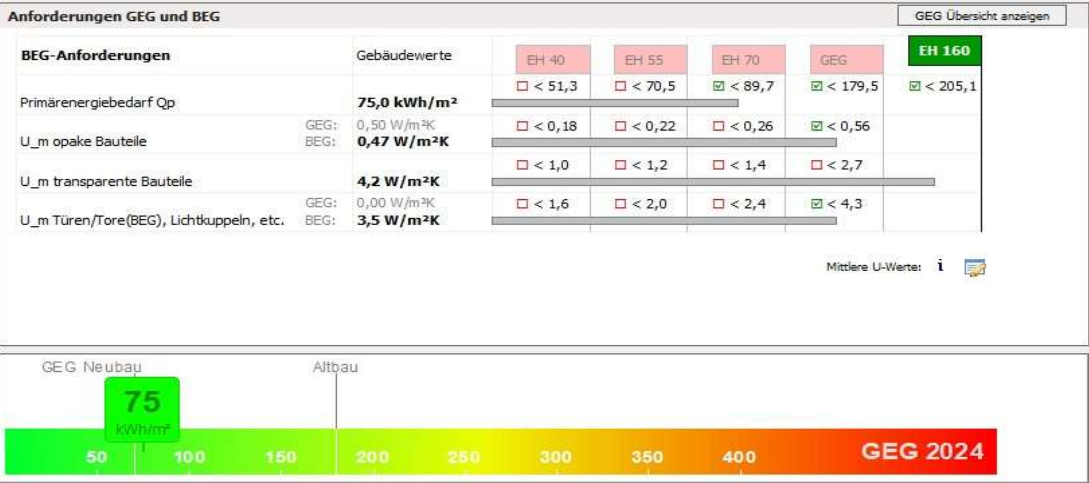 Anforderungen GEG und BEG GEG Übersicht anzeigen
BEG-Anforderungen Gebäudewerte EH 40 EH 55 EH 70 GEG EH 160
Primärenergiebedarf Qp 75,0 kWh/m² < 51,3 < 70,5 < 89,7 < 179,5 < 205,1
GEG: 0,50 W/m²K
U_m opake Bauteile BEG: 0,47 W/m²K < 0,18 < 0,22 < 0,26 < 0,56
U_m transparente Bauteile 4,2 W/m²K < 1,0 < 1,2 < 1,4 < 2,7
GEG: 0,00 W/m²K
U_m Türen/Tore(BEG), Lichtkuppeln, etc. BEG: 3,5 W/m²K < 1,6 < 2,0 < 2,4 < 4,3
Mittlere U-Werte: i
GEG Neubau Altbau
75
kWh/m²
50 100 150 200 250 300 350 400 GEG 2024